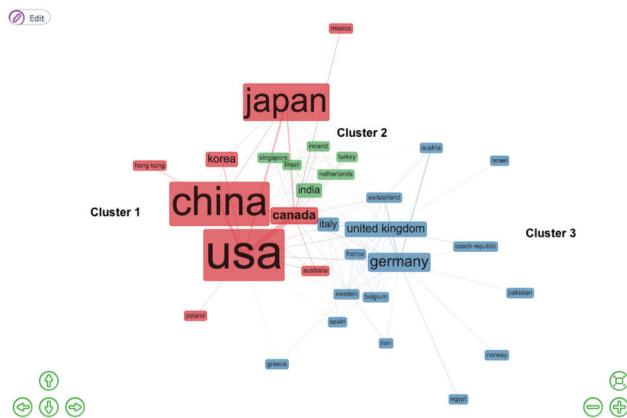 Edit
mexico
japan
Cluster 2
ireland
austria
korea
singapore
turkey
israel
hong kong
brazil
netherlands
india
switzerland
china
canada
Cluster 1
italy
united kingdom
Cluster 3
usa
france
germany
czech republic
australia
sweden
belgium
pakistan
poland
spain
iran
norway
greece
egypt